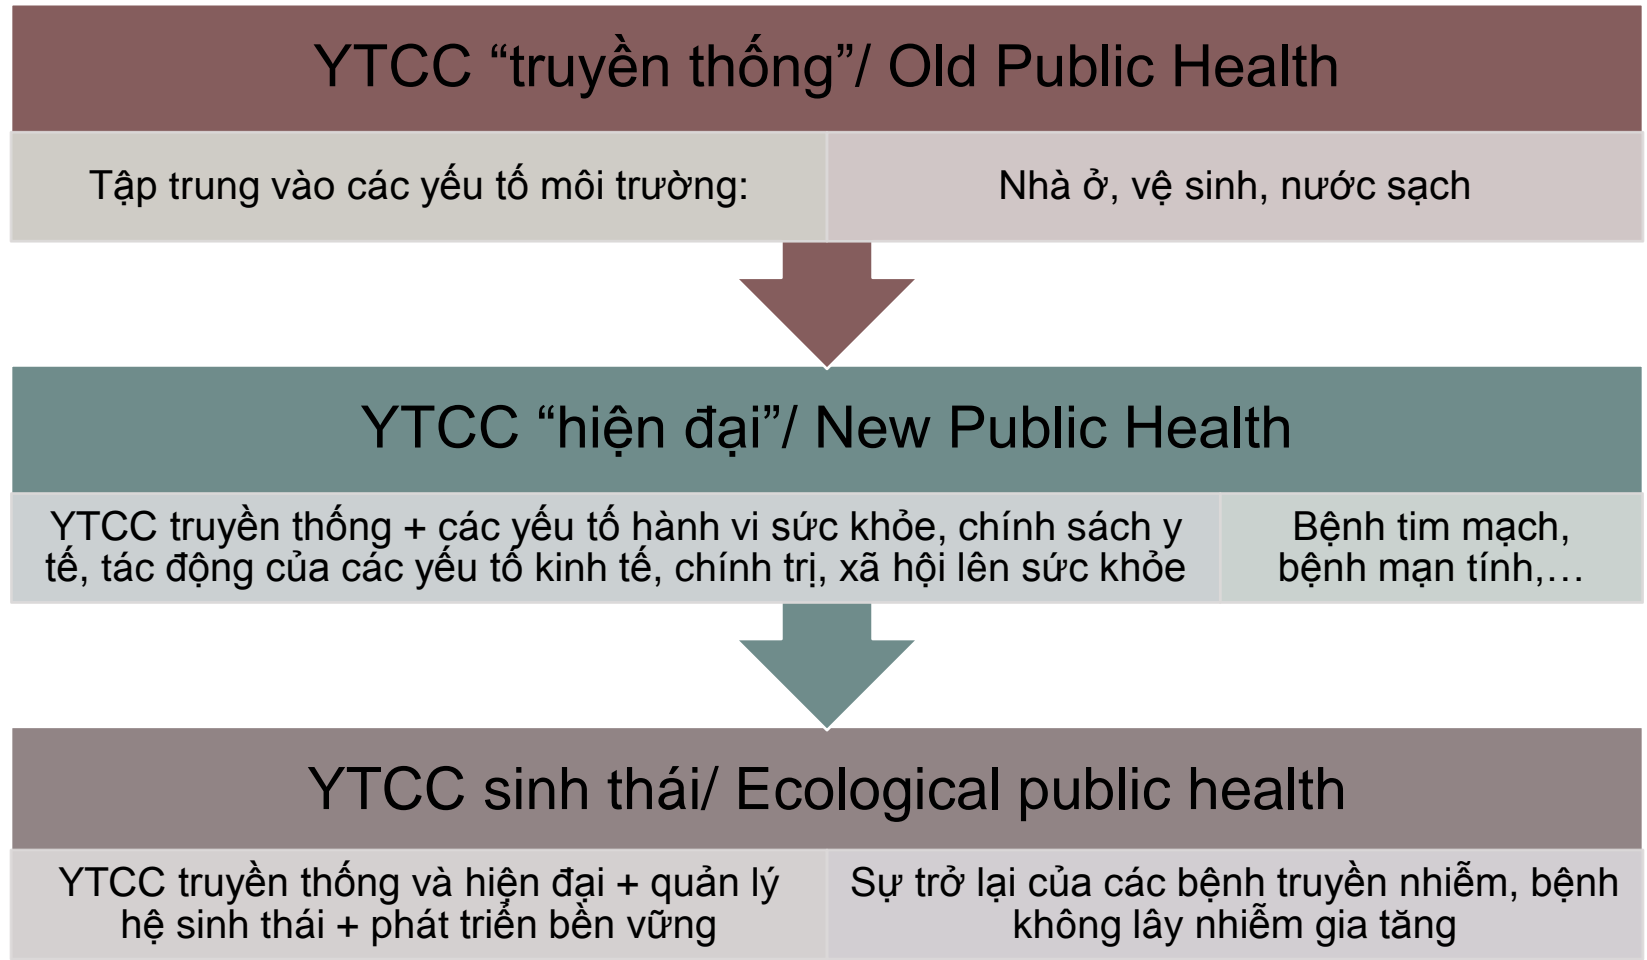 YTCC “truyền thống”/ Old Public Health
Tập trung vào các yếu tố môi trường:
Nhà ở, vệ sinh, nước sạch
YTCC “hiện đại”/ New Public Health
YTCC truyền thống + các yếu tố hành vi sức khỏe, chính sách y
tế, tác động của các yếu tố kinh tế, chính trị, xã hội lên sức khỏe
Bệnh tim mạch,
bệnh mạn tính,…
YTCC sinh thái/ Ecological public health
YTCC truyền thống và hiện đại + quản lý
hệ sinh thái + phát triển bền vững
Sự trở lại của các bệnh truyền nhiễm, bệnh
không lây nhiễm gia tăng